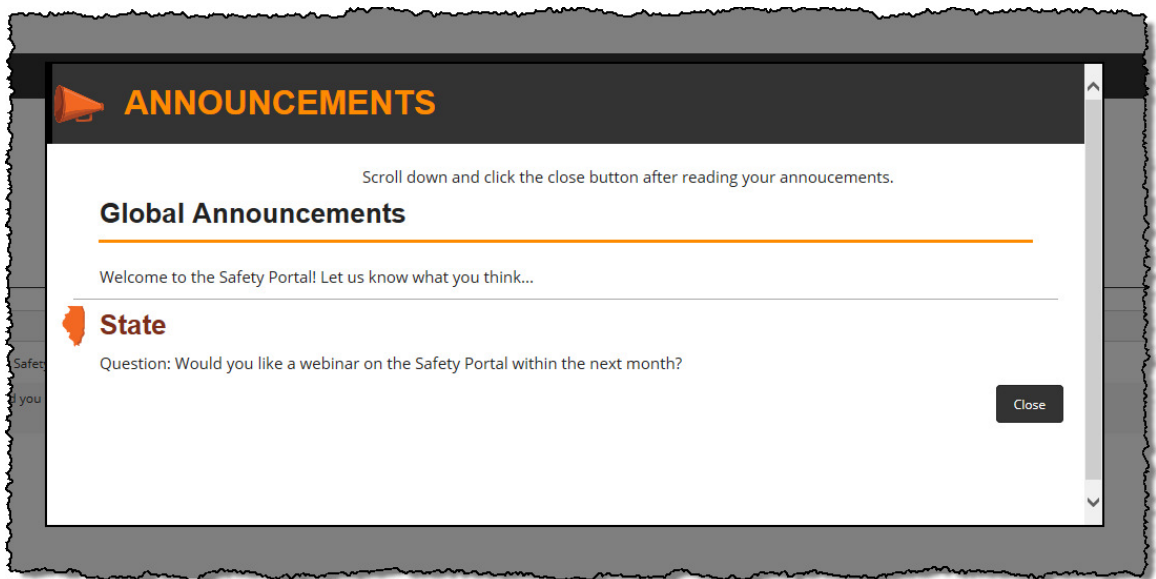 ANNOUNCEMENTS
Scroll down and click the close button after reading your annoucements.
Global Announcements
Welcome to the Safety Portal! Let us know what you think...
State
Safety
Question: Would you like a webinar on the Safety Portal within the next month?
you
Close